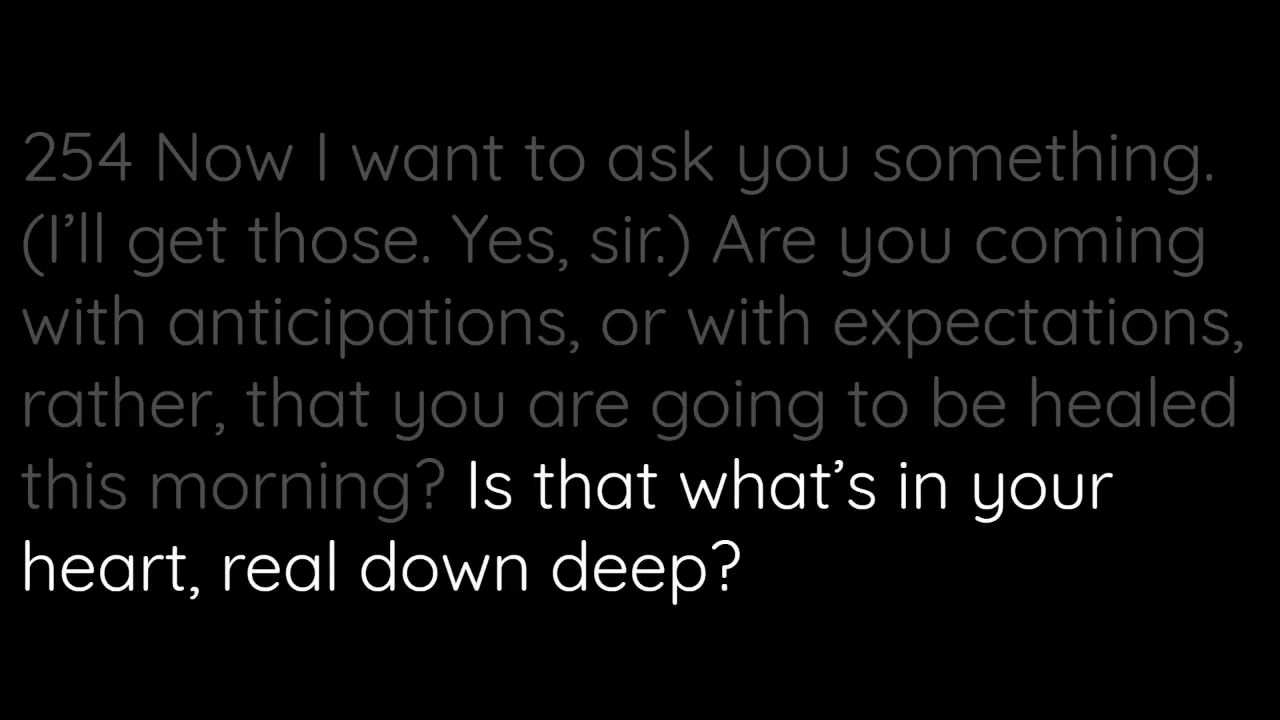 254 Now I want to ask you something.
(I’ll get those. Yes, sir.) Are you coming
with anticipations, or with expectations,
rather, that you are going to be healed
this morning? Is that what’s in your
heart, real down deep?